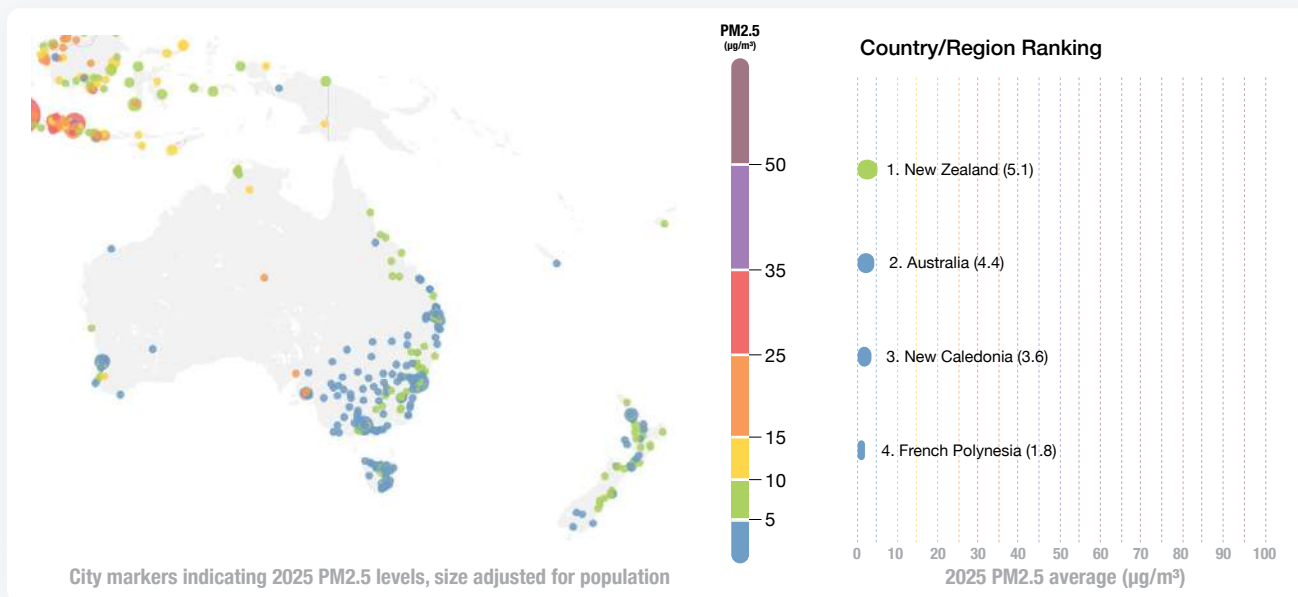 PM2.5
(µg/m³)
50
35
25
15
10
5
City markers indicating 2025 PM2.5 levels, size adjusted for population
Country/Region Ranking
1. New Zealand (5.1)
2. Australia (4.4)
3. New Caledonia (3.6)
4. French Polynesia (1.8)
0 10 20 30 40 50 60 70 80 90 100
2025 PM2.5 average (µg/m³)